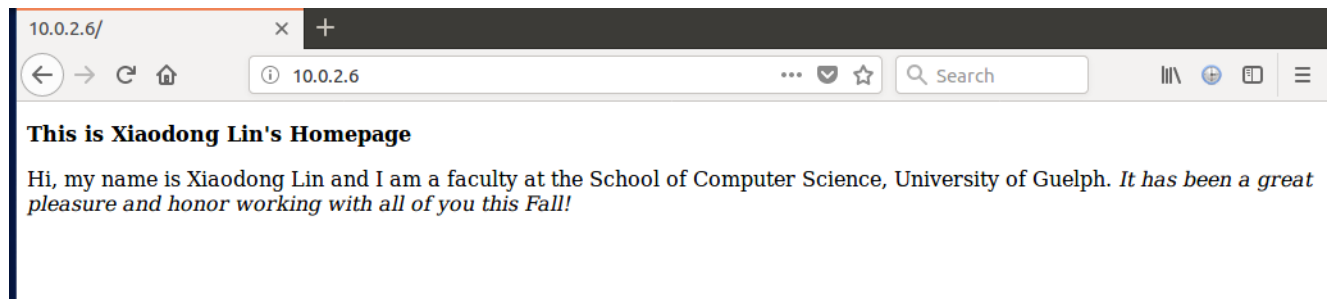 10.0.2.6/
10.0.2.6
Search
This is Xiaodong Lin's Homepage
Hi, my name is Xiaodong Lin and I am a faculty at the School of Computer Science, University of Guelph. It has been a great
pleasure and honor working with all of you this Fall!